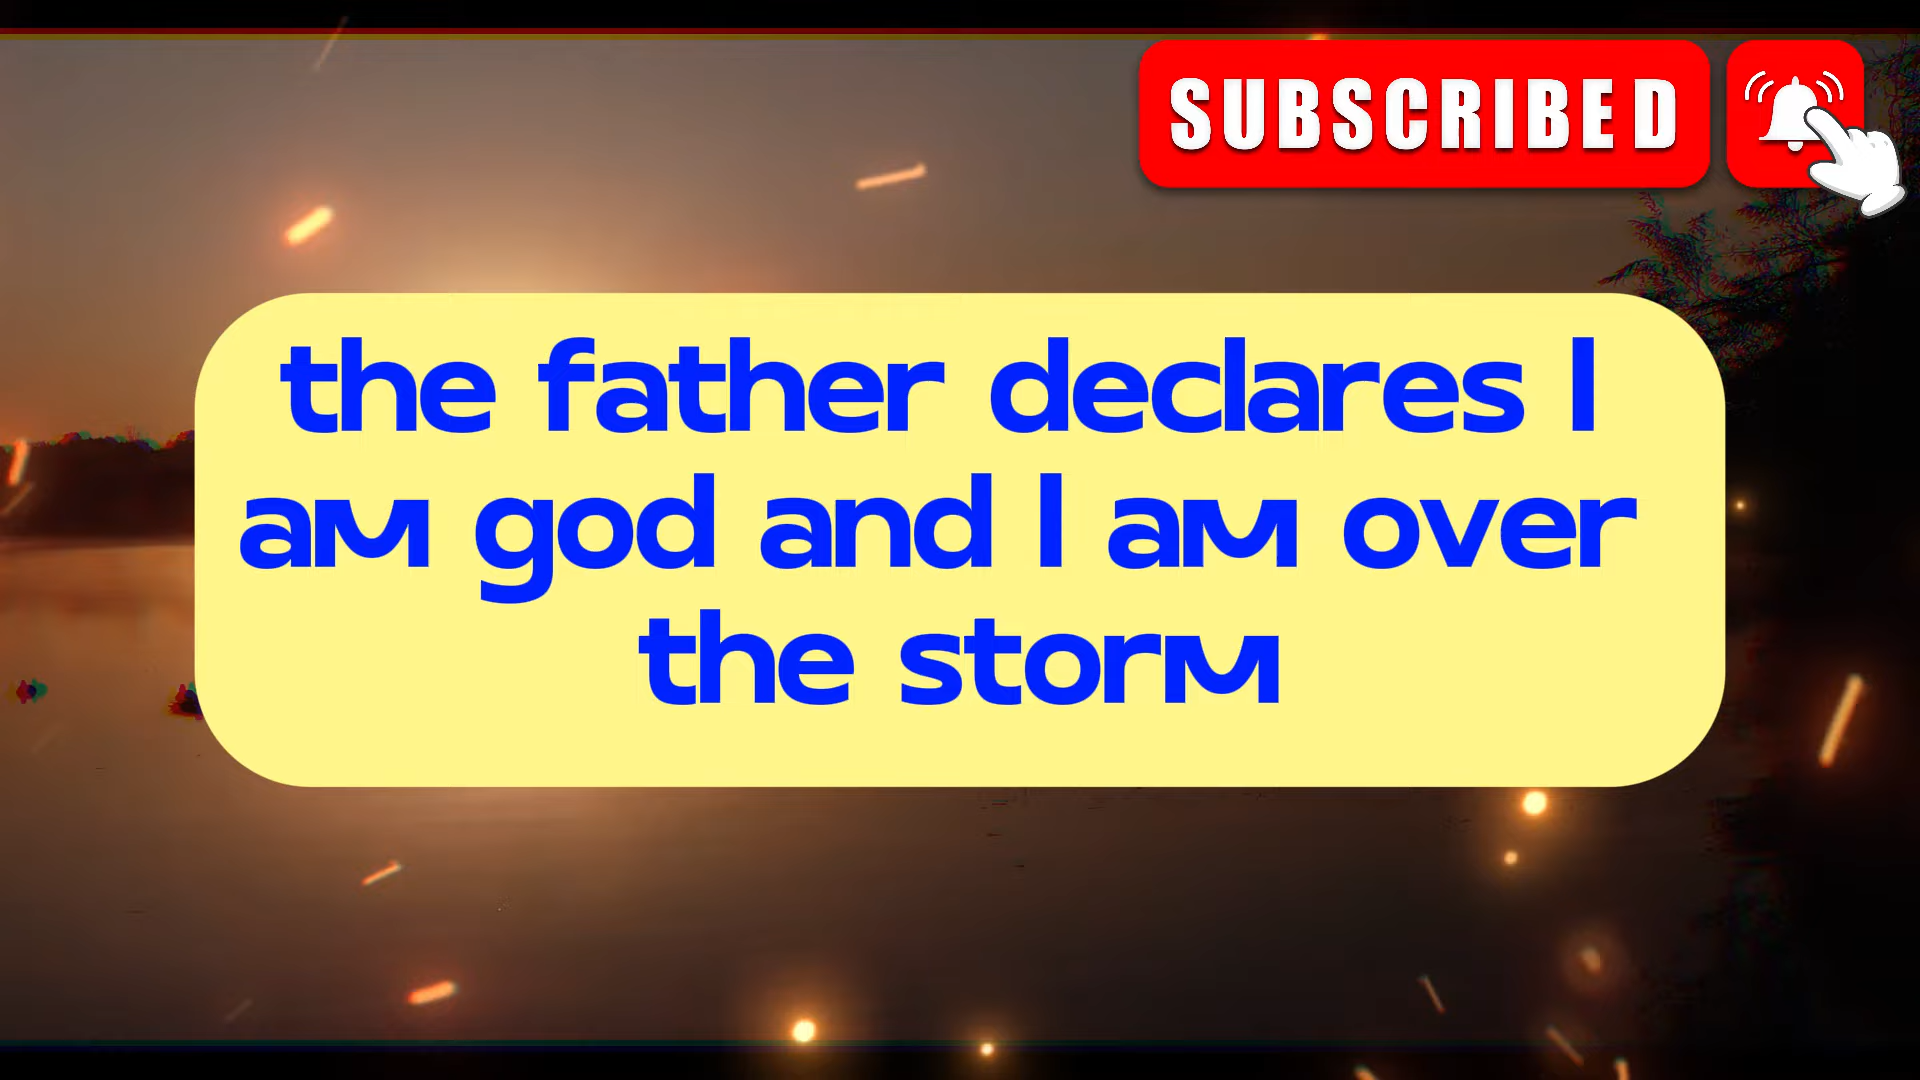 SUBSCRIBED
the father declares I
am god and I am over
the storm